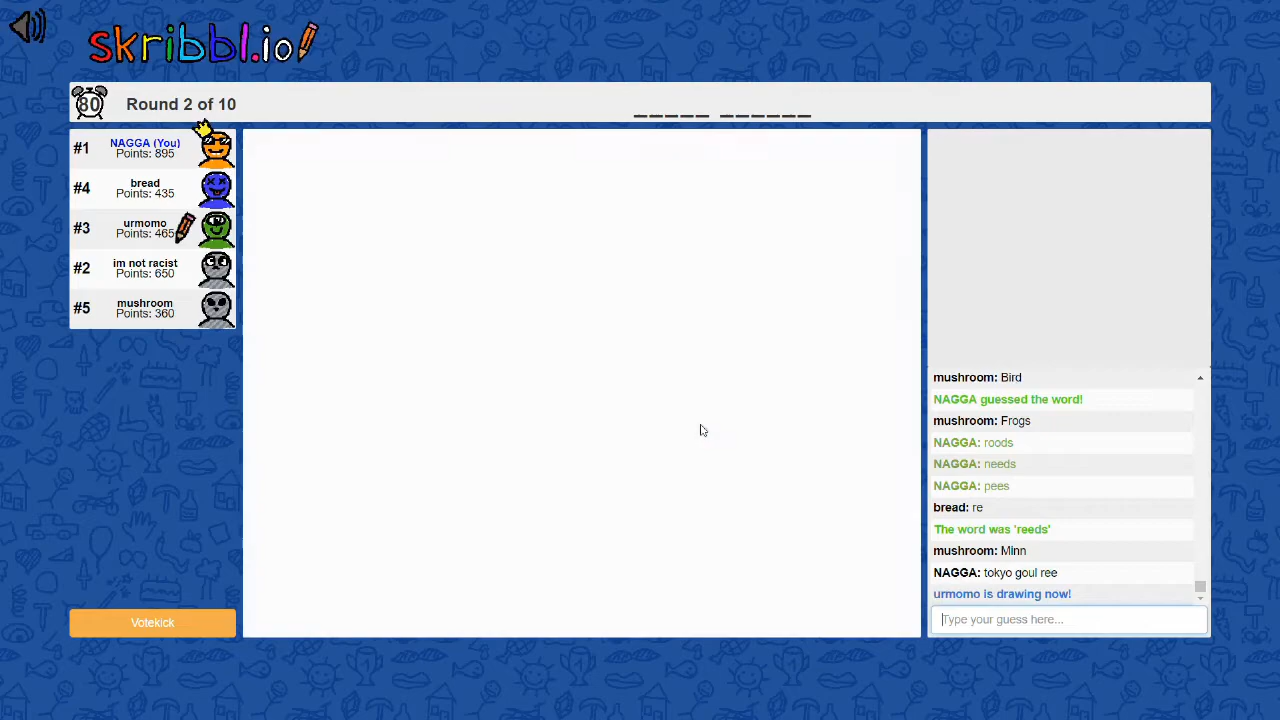 skribbl.io
80
Round 2 of 10
_____ ______
#1
NAGGA (You)
Points: 895
#4
bread
Points: 435
#3
urmomo
Points: 465
#2
im not racist
Points: 650
#5
mushroom
Points: 360
Votekick
mushroom: Bird
NAGGA guessed the word!
mushroom: Frogs
NAGGA: roods
NAGGA: needs
NAGGA: pees
bread: re
The word was 'reeds'
mushroom: Minn
NAGGA: tokyo goul ree
urmomo is drawing now!
Type your guess here...